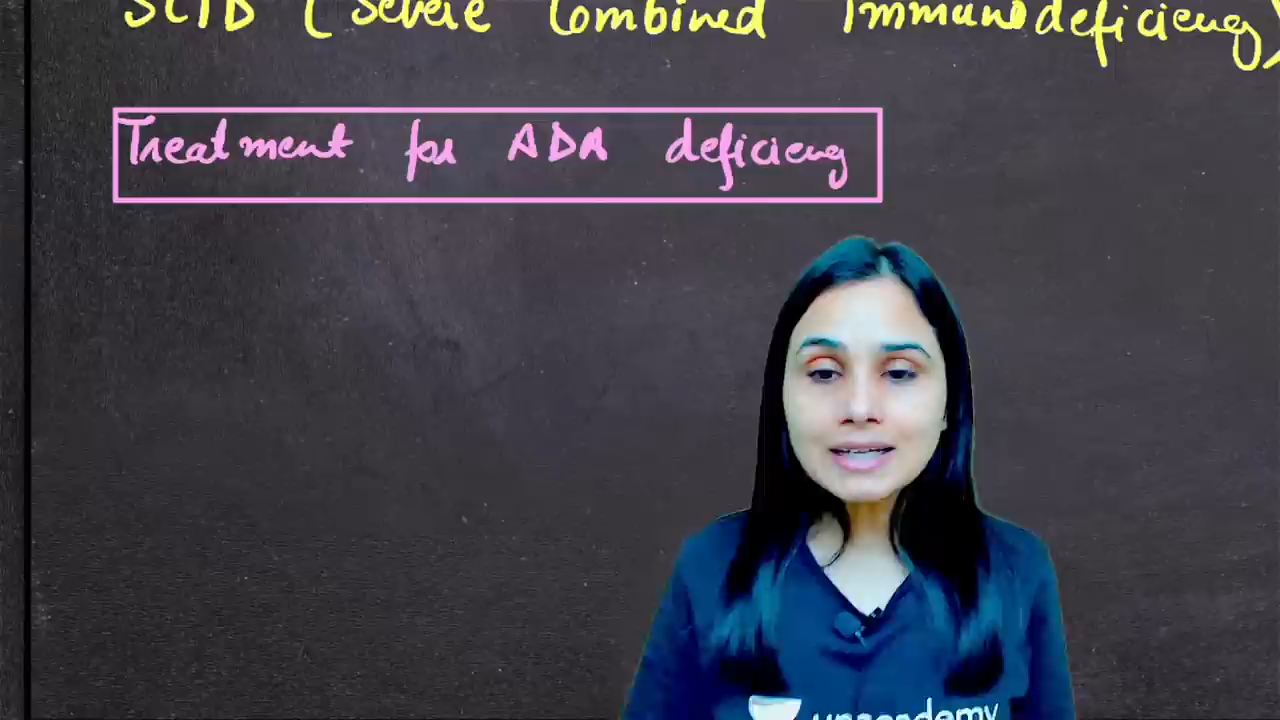 SCID (Severe Combined Immunodeficiency)
Treatment for ADA deficiency
unacademy